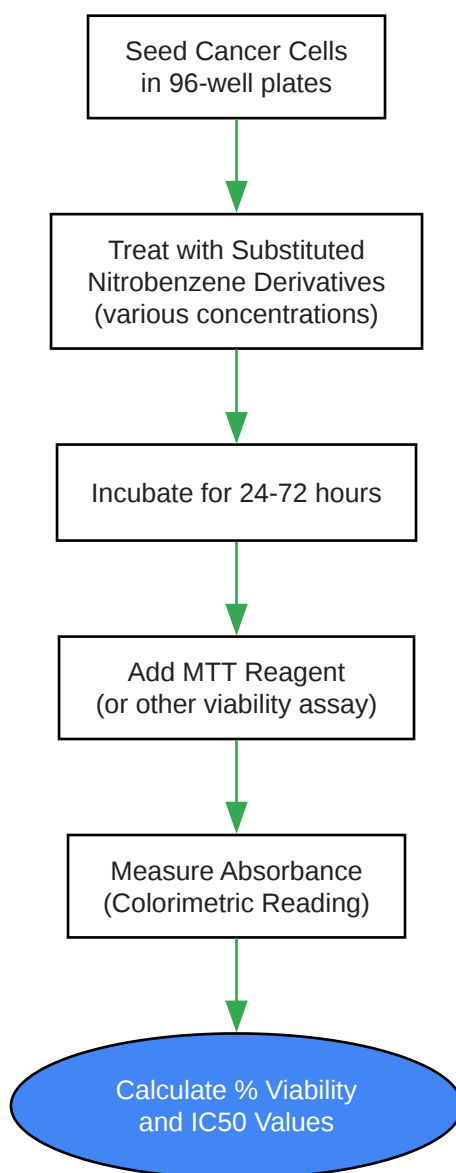 Seed Cancer Cells
in 96-well plates
Treat with Substituted
Nitrobenzene Derivatives
(various concentrations)
Incubate for 24-72 hours
Add MTT Reagent
(or other viability assay)
Measure Absorbance
(Colorimetric Reading)
Calculate % Viability
and IC50 Values